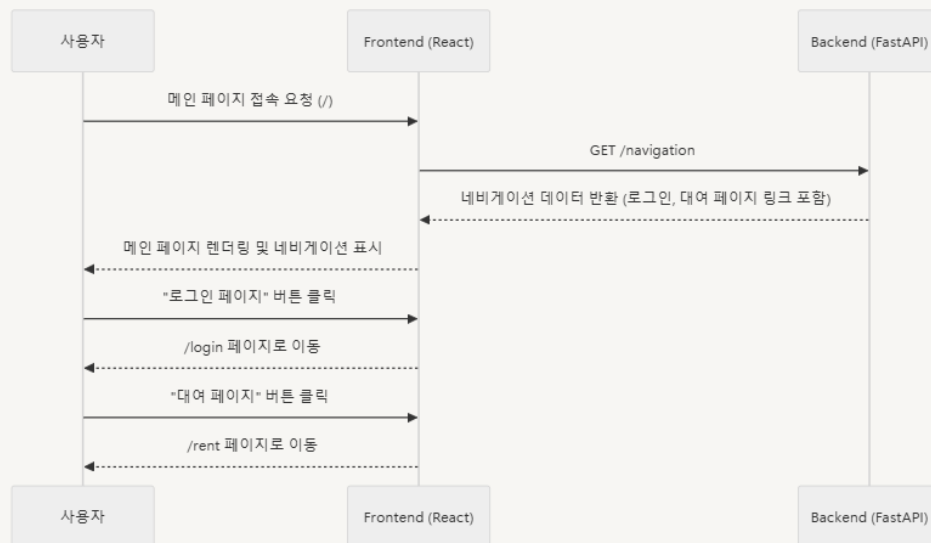 사용자
Frontend (React)
Backend (FastAPI)
메인 페이지 접속 요청 (/)
GET /navigation
네비게이션 데이터 반환 (로그인, 대여 페이지 링크 포함)
메인 페이지 렌더링 및 네비게이션 표시
"로그인 페이지" 버튼 클릭
/login 페이지로 이동
"대여 페이지" 버튼 클릭
/rent 페이지로 이동
사용자
Frontend (React)
Backend (FastAPI)